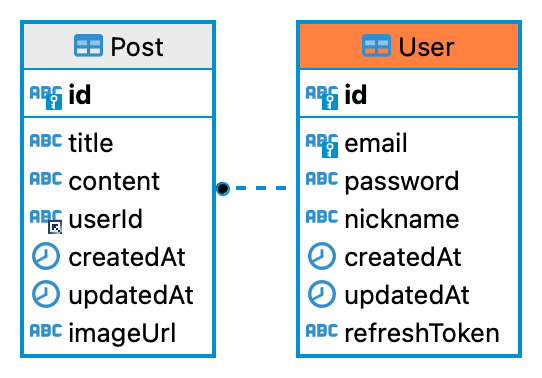 Post
ABC id
ABC title
ABC content
ABC userId
createdAt
updatedAt
ABC imageUrl
User
ABC id
ABC email
ABC password
ABC nickname
createdAt
updatedAt
ABC refreshToken